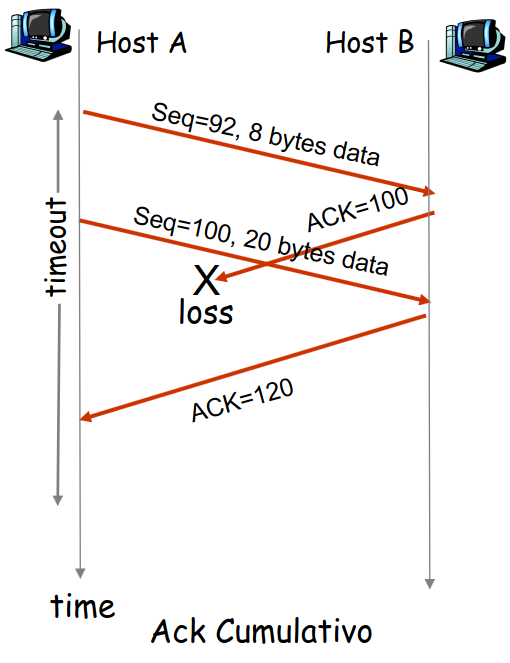 Host A
Host B
Seq=92, 8 bytes data
ACK=100
timeout
Seq=100, 20 bytes data
X
loss
ACK=120
time
Ack Cumulativo